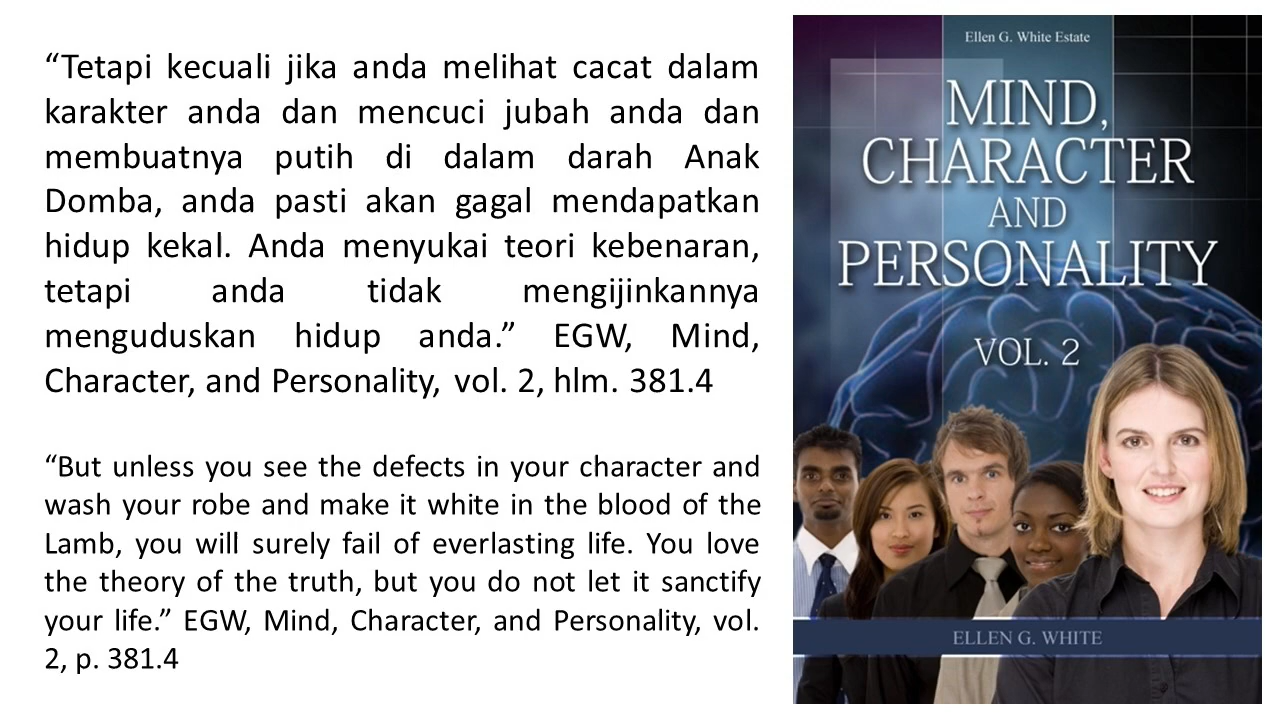 “Tetapi kecuali jika anda melihat cacat dalam
karakter anda dan mencuci jubah anda dan
membuatnya putih di dalam darah Anak
Domba, anda pasti akan gagal mendapatkan
hidup kekal. Anda menyukai teori kebenaran,
tetapi anda tidak mengijinkannya
menguduskan hidup anda.” EGW, Mind,
Character, and Personality, vol. 2, hlm. 381.4
“But unless you see the defects in your character and
wash your robe and make it white in the blood of the
Lamb, you will surely fail of everlasting life. You love
the theory of the truth, but you do not let it sanctify
your life.” EGW, Mind, Character, and Personality, vol.
2, p. 381.4
Ellen G. White Estate
MIND,
CHARACTER
AND
PERSONALITY
VOL. 2
ELLEN G. WHITE